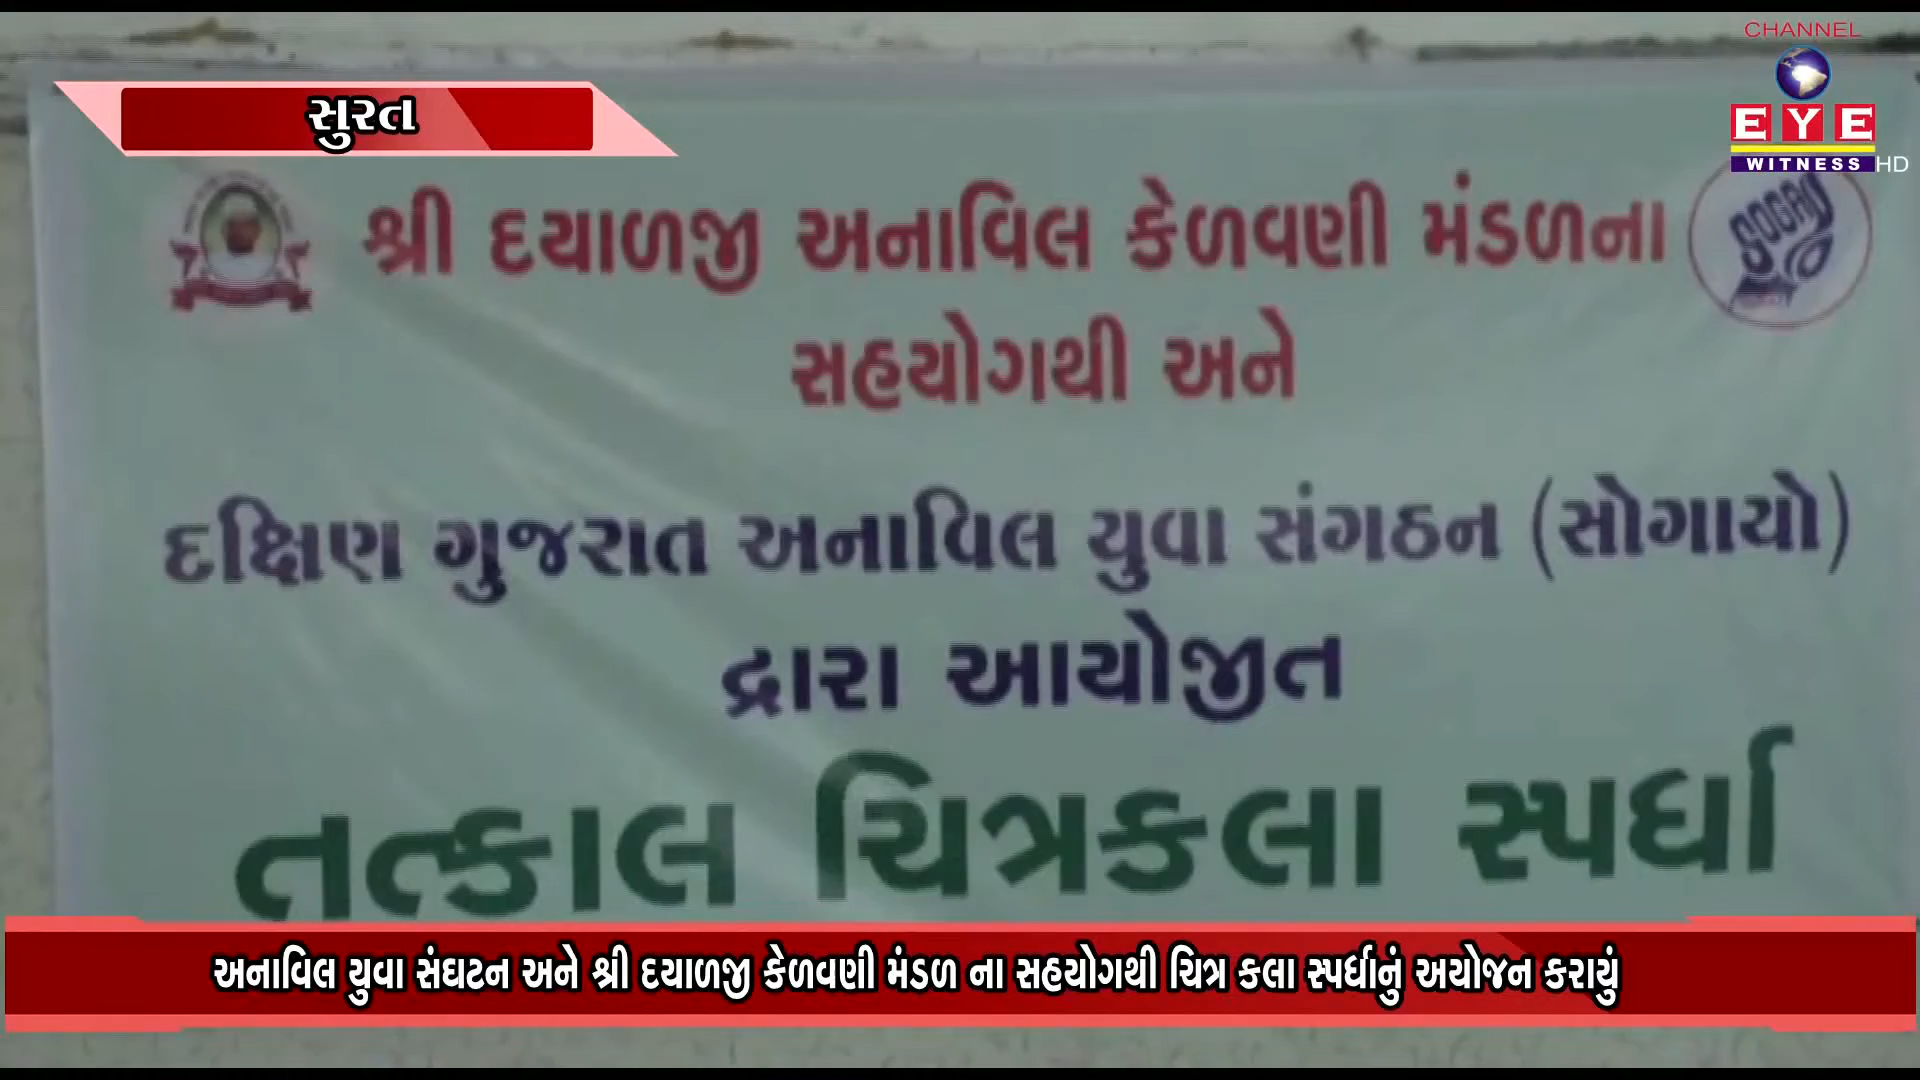 CHANNEL
EYE
WITNESS HD
સુરત
શ્રી દયાળજી અનાવિલ કેળવણી મંડળના
સહયોગથી અને
દક્ષિણ ગુજરાત અનાવિલ યુવા સંગઠન (સોગાયો)
દ્વારા આયોજીત
તત્કાલ ચિત્રકલા સ્પર્ધા
અનાવિલ યુવા સંઘટન અને શ્રી દયાળજી કેળવણી મંડળ ના સહયોગથી ચિત્ર કલા સ્પર્ધાનું અયોજન કરાયું